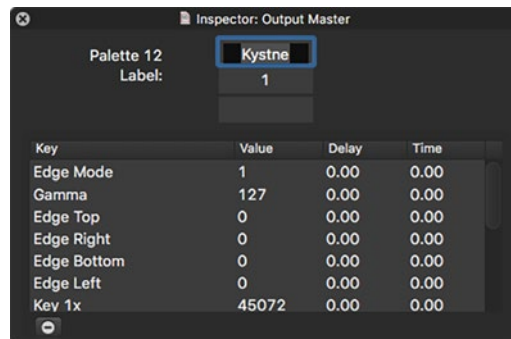 Inspector: Output Master
Palette 12 Kystne
Label: 1
Key Value Delay Time
Edge Mode 1 0.00 0.00
Gamma 127 0.00 0.00
Edge Top 0 0.00 0.00
Edge Right 0 0.00 0.00
Edge Bottom 0 0.00 0.00
Edge Left 0 0.00 0.00
Key 1x 45072 0.00 0.00